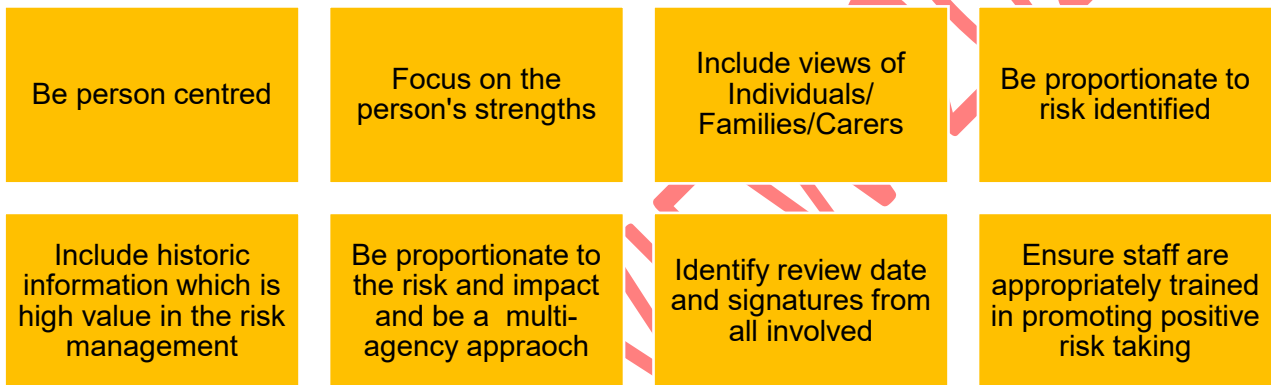 Be person centred
Focus on the
person's strengths
Include views of
Individuals/
Families/Carers
Be proportionate to
risk identified
Include historic
information which is
high value in the risk
management
Be proportionate to
the risk and impact
and be a multi-
agency appraoch
Identify review date
and signatures from
all involved
Ensure staff are
appropriately trained
in promoting positive
risk taking